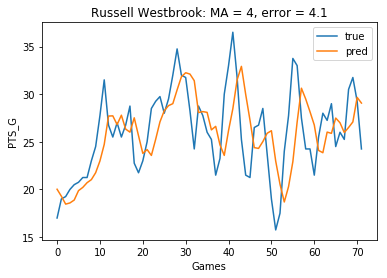 Russell Westbrook: MA = 4, error = 4.1
true
pred
PTS_G
35
30
25
20
15
0 10 20 30 40 50 60 70
Games